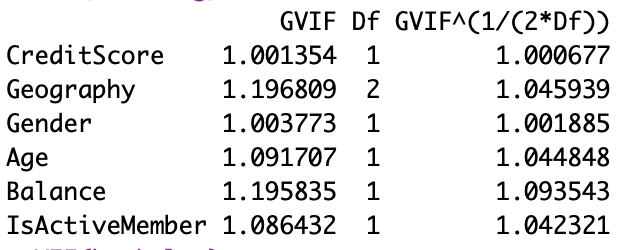 GVIF Df GVIF^(1/(2*Df))
CreditScore 1.001354 1 1.000677
Geography 1.196809 2 1.045939
Gender 1.003773 1 1.001885
Age 1.091707 1 1.044848
Balance 1.195835 1 1.093543
IsActiveMember 1.086432 1 1.042321